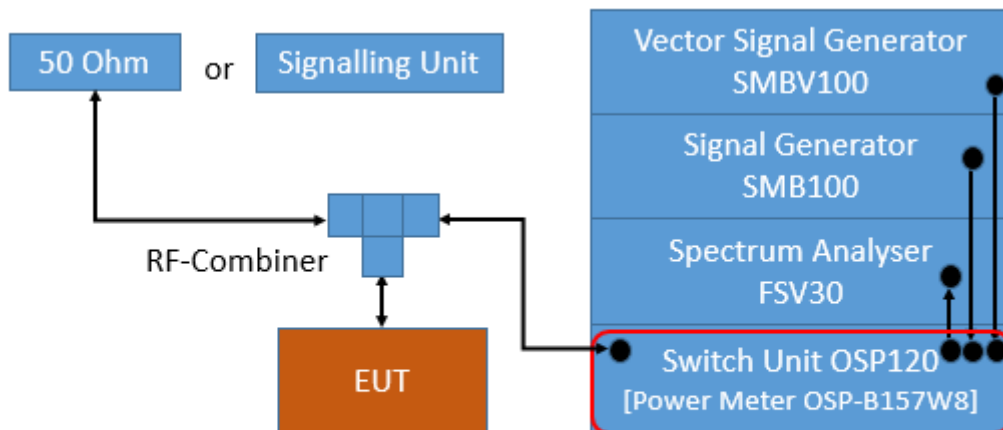 50 Ohm
or
Signalling Unit
RF-Combiner
EUT
Vector Signal Generator
SMBV100
Signal Generator
SMB100
Spectrum Analyser
FSV30
Switch Unit OSP120
[Power Meter OSP-B157W8]